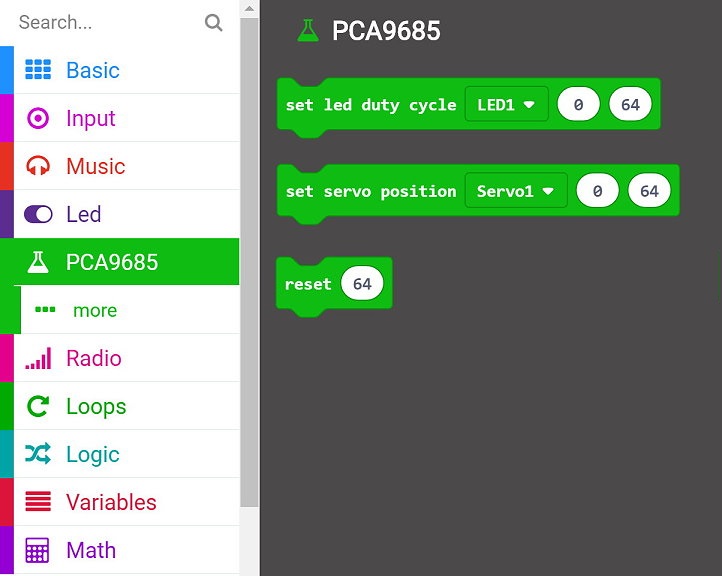 Search...
Basic
Input
Music
Led
PCA9685
more
Radio
Loops
Logic
Variables
Math
PCA9685
set led duty cycle LED1 0 64
set servo position Servo1 0 64
reset 64